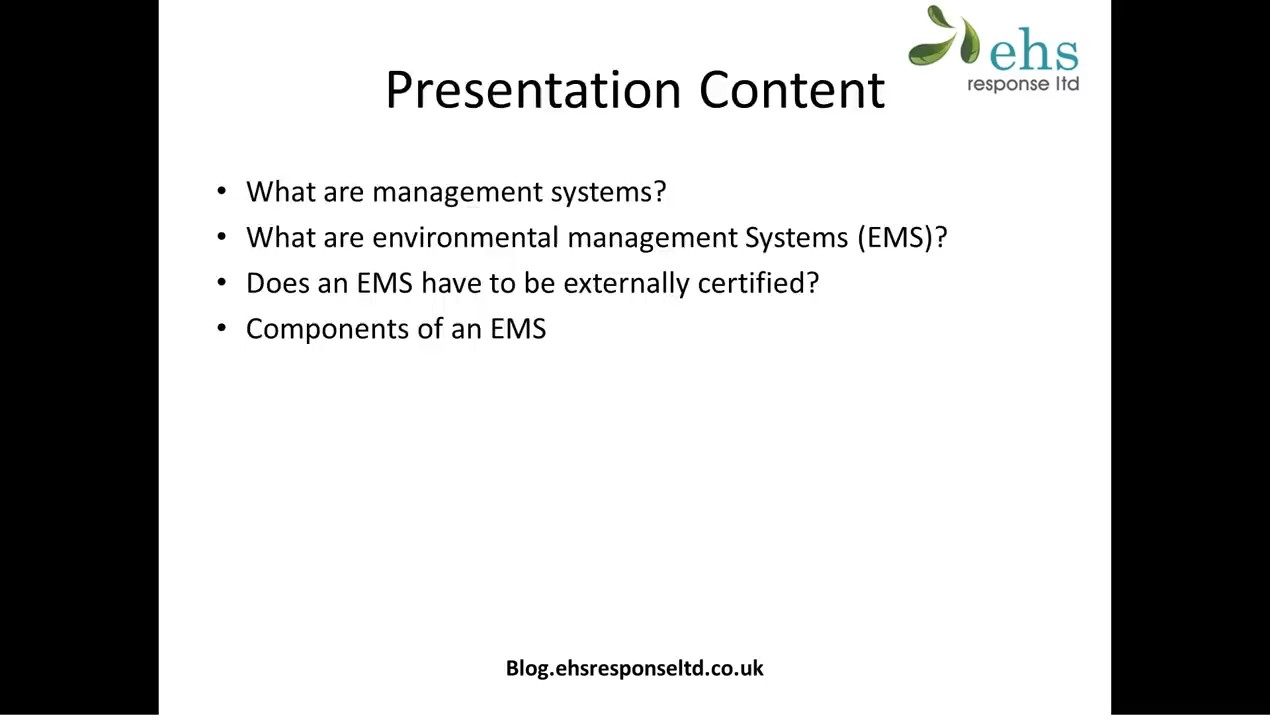 ehs
response ltd
Presentation Content
• What are management systems?
• What are environmental management Systems (EMS)?
• Does an EMS have to be externally certified?
• Components of an EMS
Blog.ehsresponseltd.co.uk